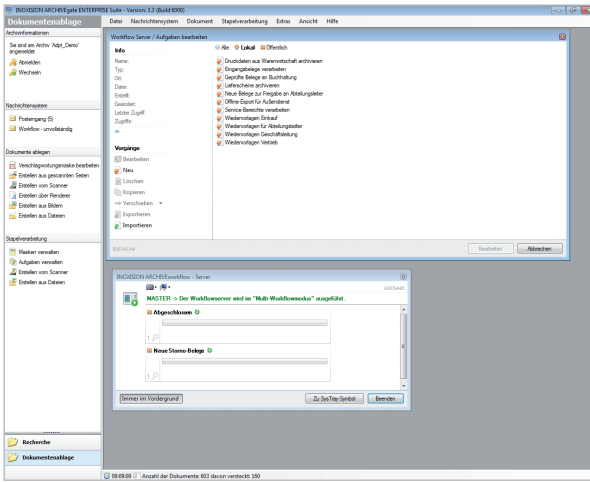 INOXISION ARCHIVEgate ENTERPRISE Suite - Version: 3.2 (Build 6000)
Dokumentenablage
Datei Nachrichtensystem Dokument Stapelverarbeitung Extras Ansicht Hilfe
Archivinformationen
Sie sind am Archiv 'Adpt_Demo'
angemeldet
Abmelden
Wechseln
Nachrichtensystem
Posteingang (5)
Workflow - unvollständig
Dokumente ablegen
Verschlagwortungsmaske bearbeiten
Erstellen aus gescannten Seiten
Erstellen vom Scanner
Erstellen über Renderer
Erstellen aus Bildern
Erstellen aus Dateien
Stapelverarbeitung
Masken verwalten
Aufgaben verwalten
Erstellen vom Scanner
Erstellen aus Dateien
Recherche
Dokumentenablage
Workflow Server / Aufgaben bearbeiten
Info
Name:
Typ:
Ort:
Datei:
Erstellt:
Geändert:
Letzter Zugriff:
Zugriffe:
Vorgänge
Bearbeiten
Neu
Löschen
Kopieren
Verschieben
Exportieren
Importieren
Alle Lokal Öffentlich
Druckdaten aus Warenwirtschaft archivieren
Eingangsbelege verarbeiten
Geprüfte Belege an Buchhaltung
Lieferscheine archivieren
Neue Belege zur Freigabe an Abteilungsleiter
Offline-Export für Außendienst
Service-Berichte verarbeiten
Wiedervorlagen Einkauf
Wiedervorlagen für Abteilungsleiter
Wiedervorlagen Geschäftsleitung
Wiedervorlagen Vertrieb
Bearbeiten Abbrechen
INOXISION ARCHIVEworkflow - Server
MASTER -> Der Workflowserver wird im "Multi-Workflowmodus" ausgeführt.
Abgeschlossen
1
Neue Storno-Belege
1
Immer im Vordergrund Zu SysTray-Symbol Beenden
09:09:09 Anzahl der Dokumente: 603 davon versteckt: 160